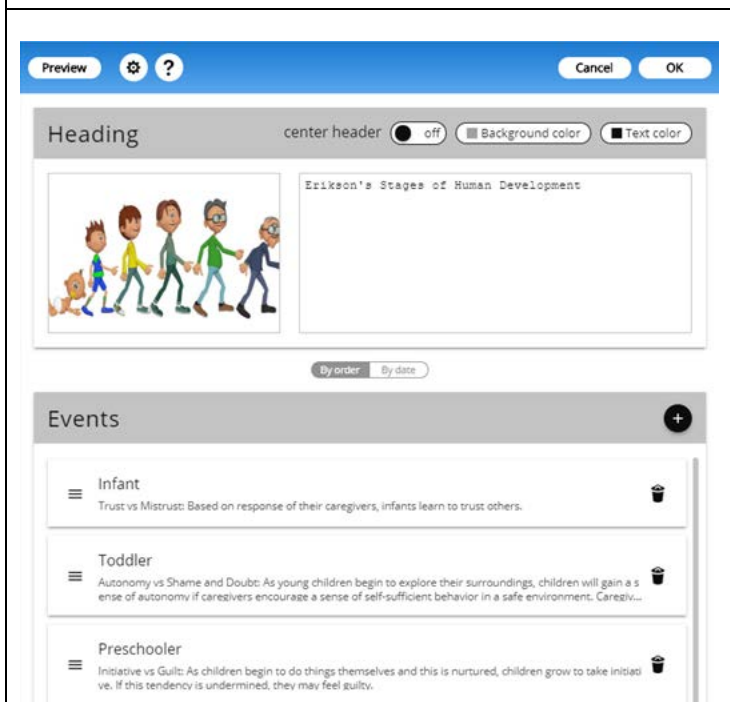 Preview ? Cancel OK
Heading center header off Background color Text color
Erikson's Stages of Human Development
By order By date
Events +
Infant
Trust vs Mistrust: Based on response of their caregivers, infants learn to trust others.
Toddler
Autonomy vs Shame and Doubt: As young children begin to explore their surroundings, children will gain a s
ense of autonomy if caregivers encourage a sense of self-sufficient behavior in a safe environment. Caregiv...
Preschooler
Initiative vs Guilt: As children begin to do things themselves and this is nurtured, children grow to take initiati
ve. If this tendency is undermined, they may feel guilty.